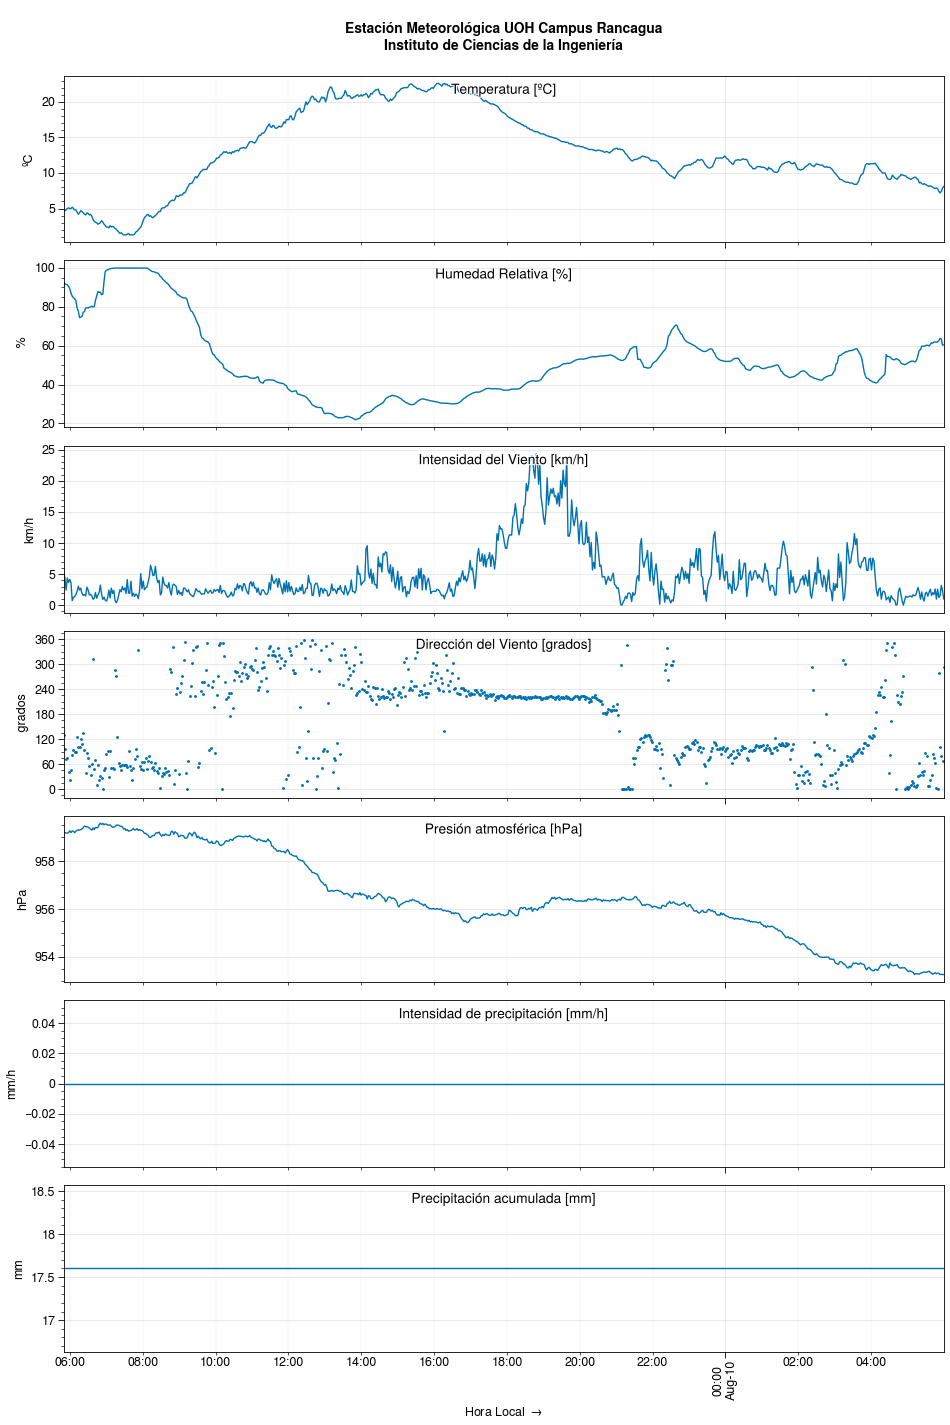 Estación Meteorológica UOH Campus Rancagua
Instituto de Ciencias de la Ingeniería
Temperatura [ºC]
ºC
20
15
10
5
Humedad Relativa [%]
%
100
80
60
40
20
Intensidad del Viento [km/h]
km/h
25
20
15
10
5
0
Dirección del Viento [grados]
grados
360
300
240
180
120
60
0
Presión atmosférica [hPa]
hPa
958
956
954
Intensidad de precipitación [mm/h]
mm/h
0.04
0.02
0
−0.02
−0.04
Precipitación acumulada [mm]
mm
18.5
18
17.5
17
06:00 08:00 10:00 12:00 14:00 16:00 18:00 20:00 22:00 00:00 02:00 04:00
Aug-10
Hora Local →